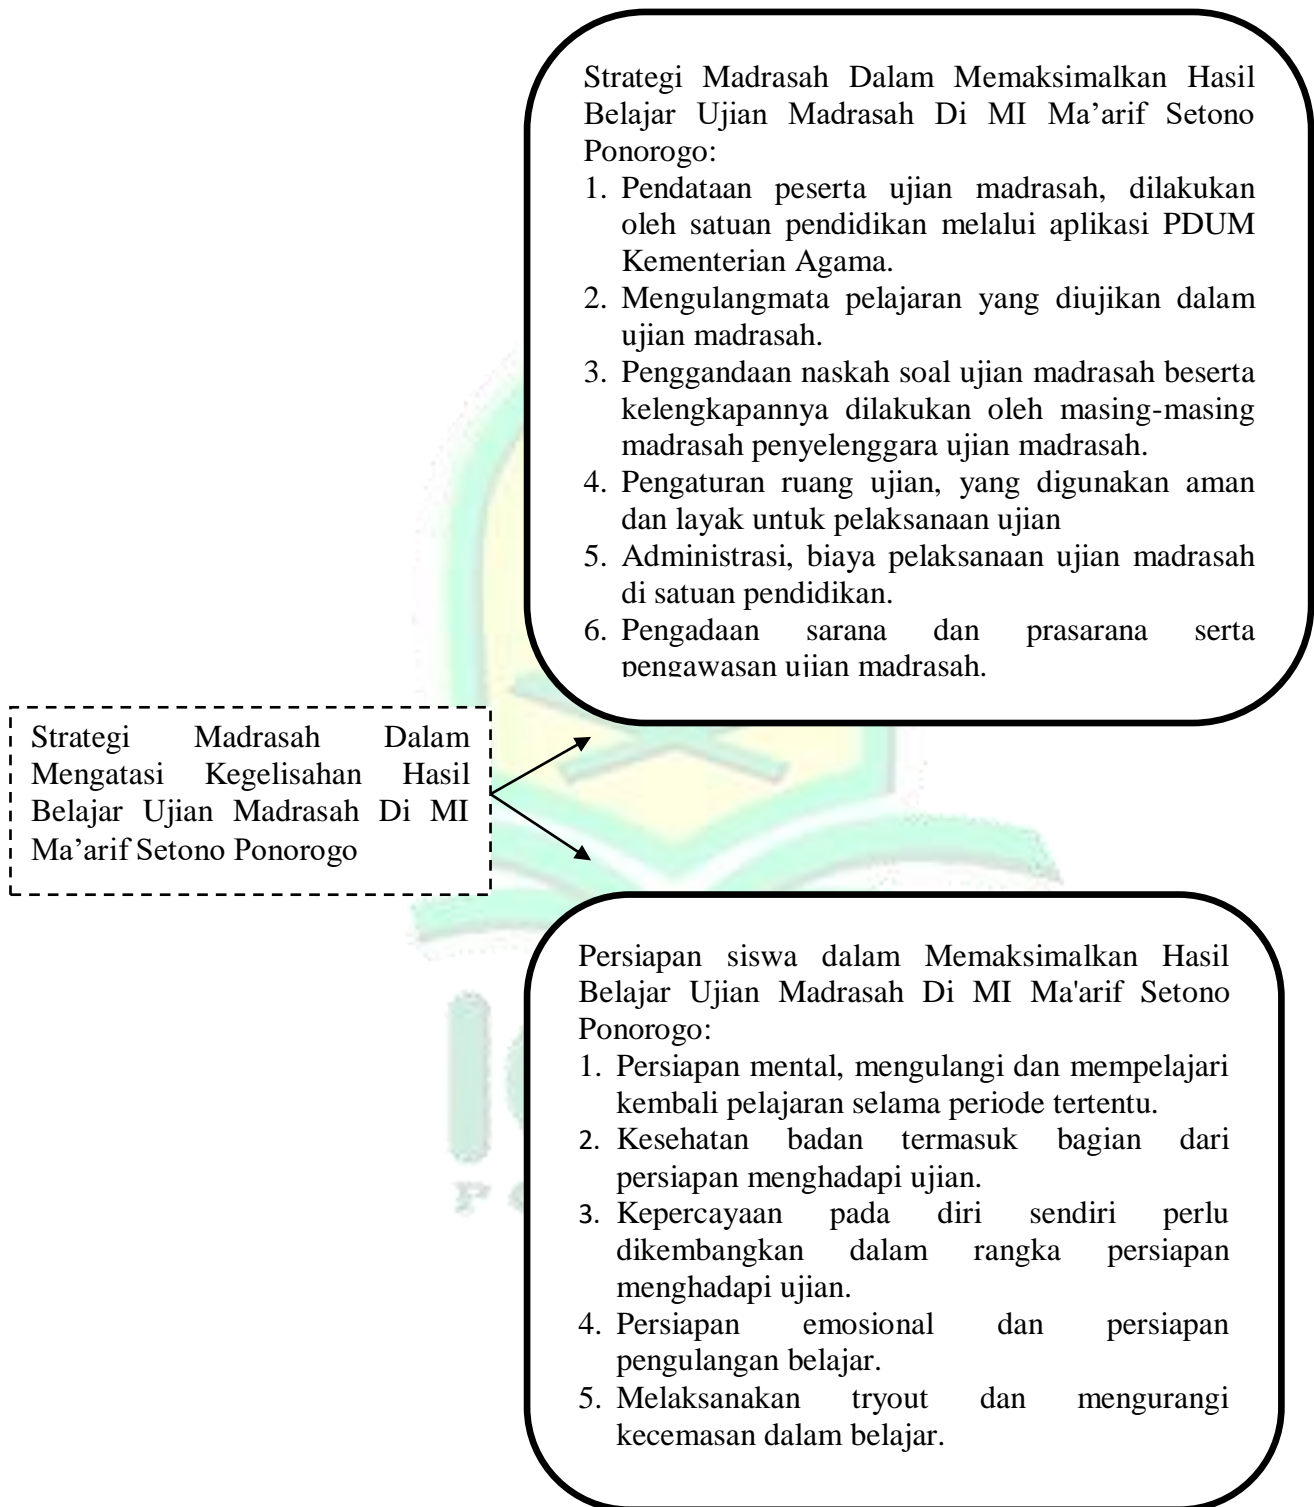 Strategi Madrasah Dalam Memaksimalkan Hasil
Belajar Ujian Madrasah Di MI Ma’arif Setono
Ponorogo:
1. Pendataan peserta ujian madrasah, dilakukan
oleh satuan pendidikan melalui aplikasi PDUM
Kementerian Agama.
2. Mengulangmata pelajaran yang diujikan dalam
ujian madrasah.
3. Penggandaan naskah soal ujian madrasah beserta
kelengkapannya dilakukan oleh masing-masing
madrasah penyelenggara ujian madrasah.
4. Pengaturan ruang ujian, yang digunakan aman
dan layak untuk pelaksanaan ujian
5. Administrasi, biaya pelaksanaan ujian madrasah
di satuan pendidikan.
6. Pengadaan sarana dan prasarana serta
pengawasan ujian madrasah.
Strategi Madrasah Dalam
Mengatasi Kegelisahan Hasil
Belajar Ujian Madrasah Di MI
Ma’arif Setono Ponorogo
Persiapan siswa dalam Memaksimalkan Hasil
Belajar Ujian Madrasah Di MI Ma'arif Setono
Ponorogo:
1. Persiapan mental, mengulangi dan mempelajari
kembali pelajaran selama periode tertentu.
2. Kesehatan badan termasuk bagian dari
persiapan menghadapi ujian.
3. Kepercayaan pada diri sendiri perlu
dikembangkan dalam rangka persiapan
menghadapi ujian.
4. Persiapan emosional dan persiapan
pengulangan belajar.
5. Melaksanakan tryout dan mengurangi
kecemasan dalam belajar.